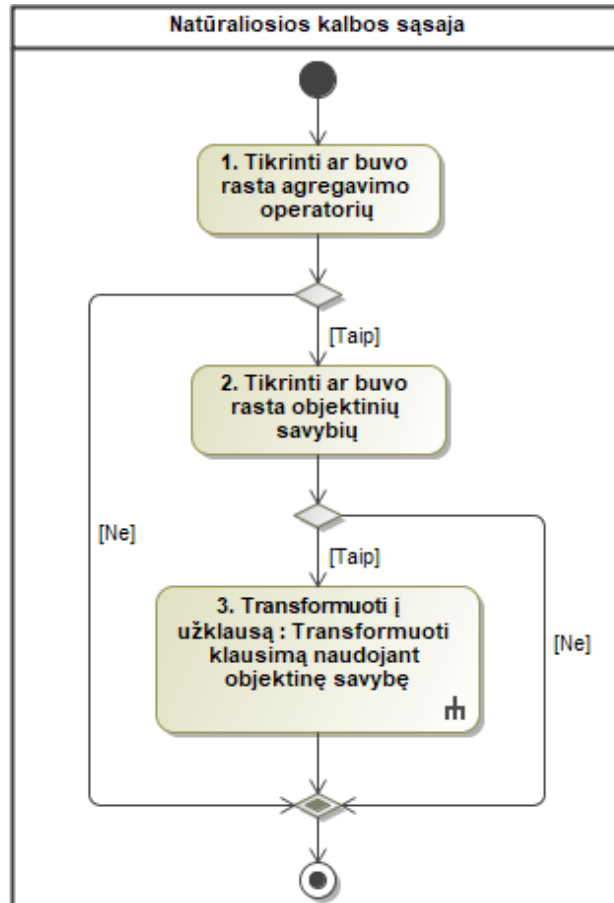 Natūraliosios kalbos sąsaja
1. Tikrinti ar buvo
rasta agregavimo
operatorių
[Taip]
2. Tikrinti ar buvo
rasta objektinių
savybių
[Ne]
[Taip]
3. Transformuoti į
užklausą : Transformuoti
klausimą naudojant
objektinę savybę
[Ne]